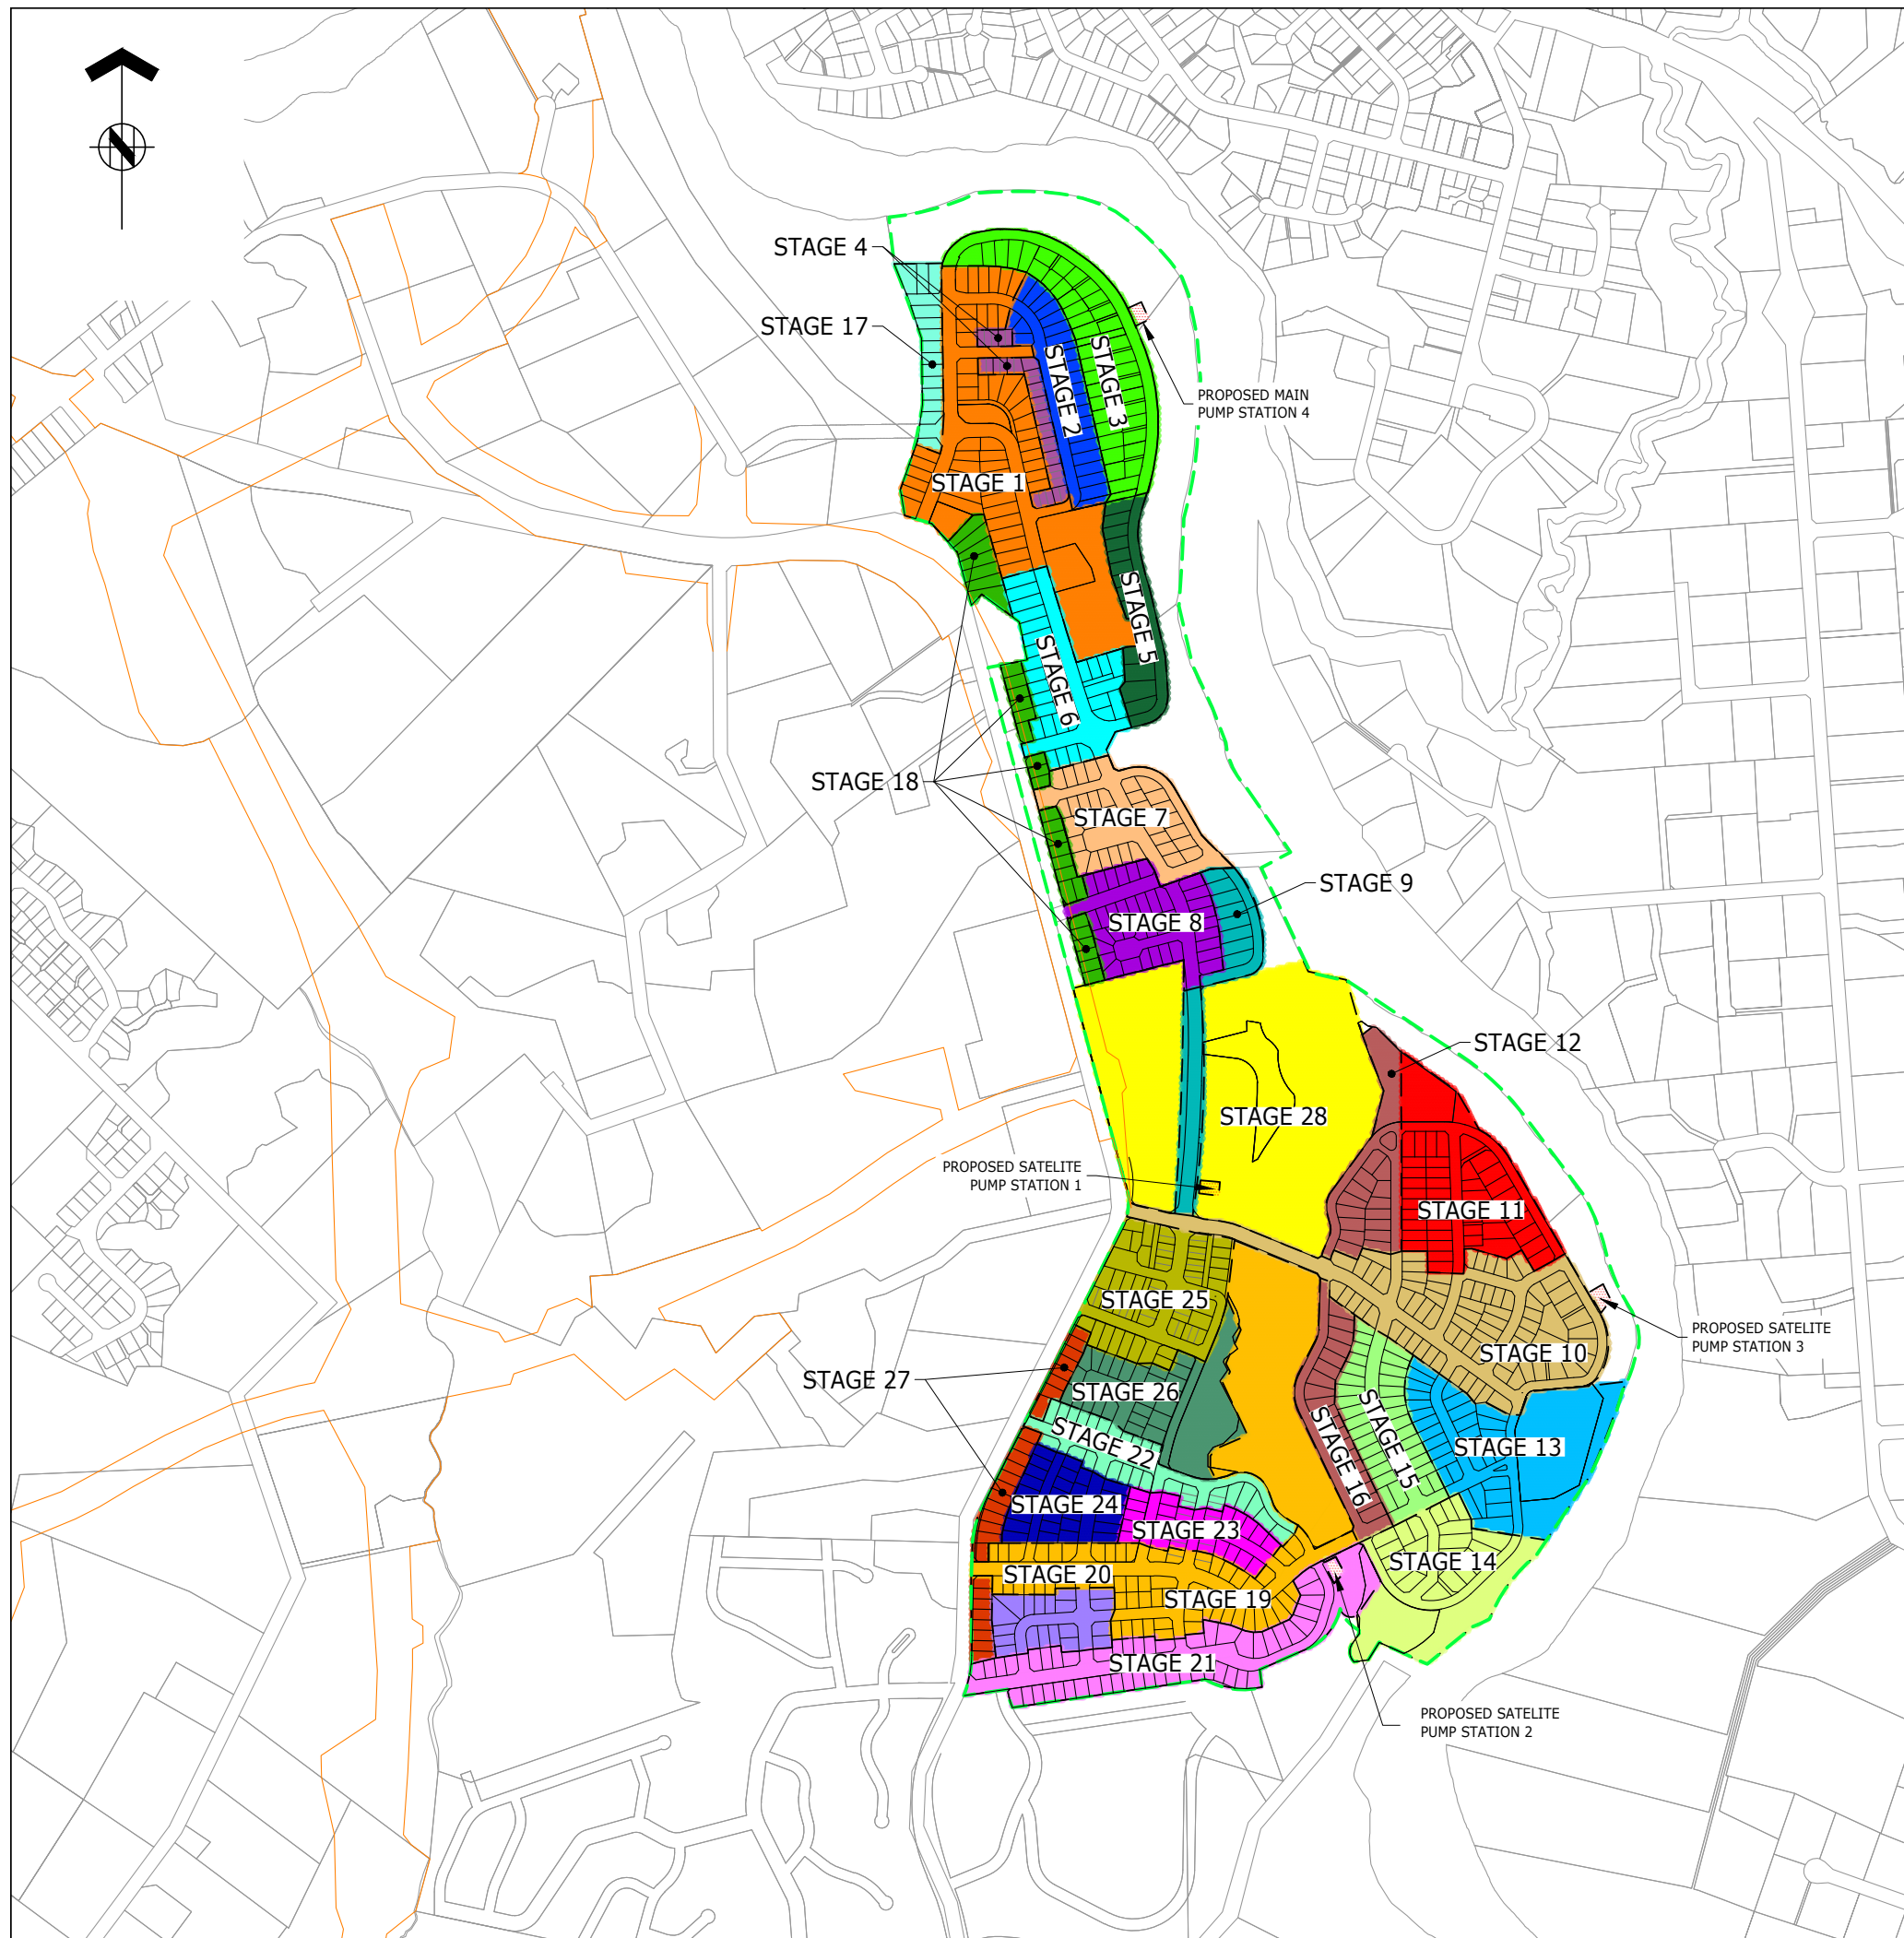 STAGE 4
STAGE 17
STAGE 2
STAGE 3
PROPOSED MAIN
PUMP STATION 4
STAGE 1
STAGE 5
STAGE 6
STAGE 18
STAGE 7
STAGE 9
STAGE 8
STAGE 12
STAGE 28
PROPOSED SATELITE
PUMP STATION 1
STAGE 11
STAGE 25
PROPOSED SATELITE
PUMP STATION 3
STAGE 10
STAGE 27
STAGE 26
STAGE 22
STAGE 16
STAGE 15
STAGE 13
STAGE 24
STAGE 23
STAGE 14
STAGE 20
STAGE 19
STAGE 21
PROPOSED SATELITE
PUMP STATION 2